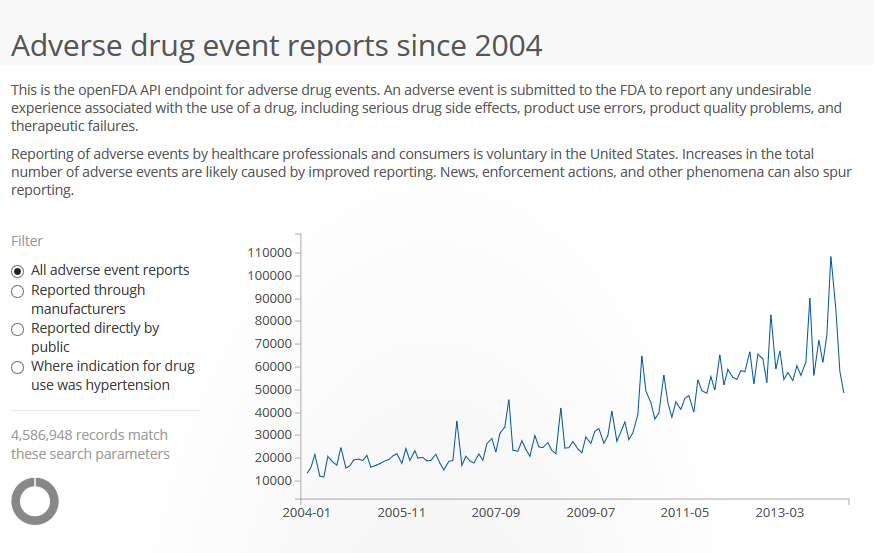 Adverse drug event reports since 2004
This is the openFDA API endpoint for adverse drug events. An adverse event is submitted to the FDA to report any undesirable
experience associated with the use of a drug, including serious drug side effects, product use errors, product quality problems, and
therapeutic failures.
Reporting of adverse events by healthcare professionals and consumers is voluntary in the United States. Increases in the total
number of adverse events are likely caused by improved reporting. News, enforcement actions, and other phenomena can also spur
reporting.
Filter
All adverse event reports
Reported through
manufacturers
Reported directly by
public
Where indication for drug
use was hypertension
4,586,948 records match
these search parameters
110000
100000
90000
80000
70000
60000
50000
40000
30000
20000
10000
2004-01 2005-11 2007-09 2009-07 2011-05 2013-03